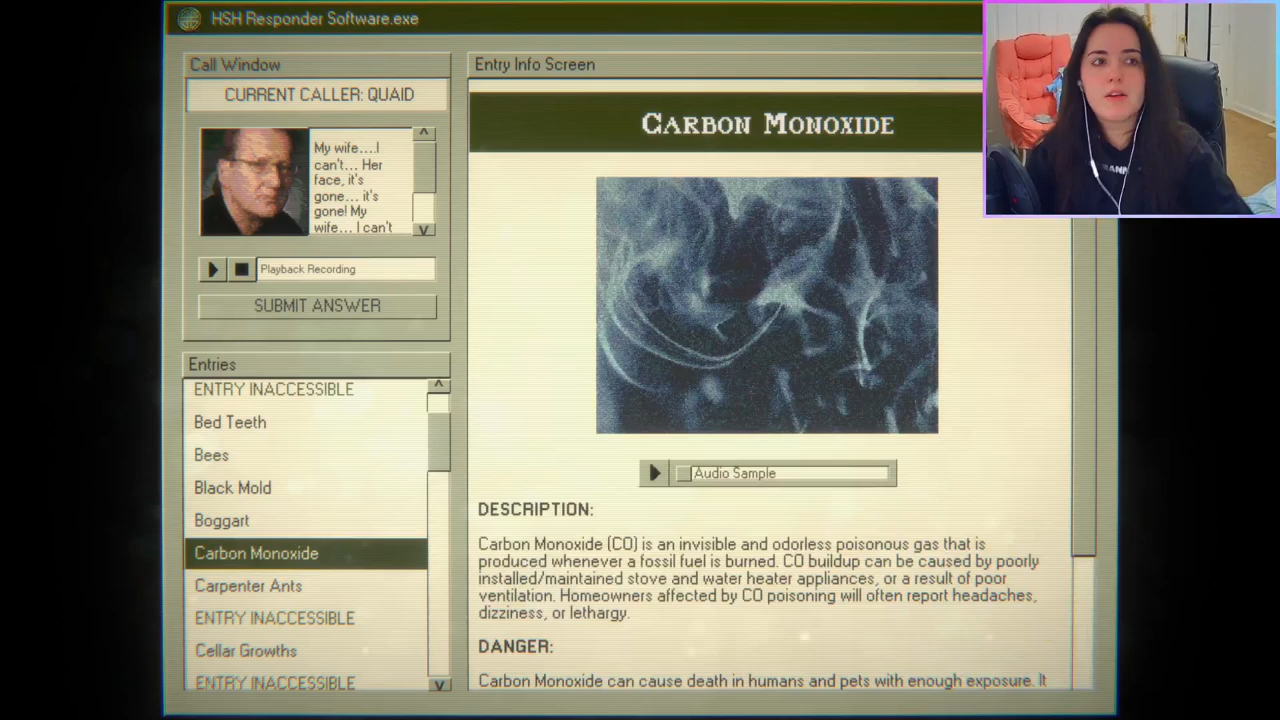 HSH Responder Software.exe
Call Window
CURRENT CALLER: QUAID
My wife....I
can't... Her
face, it's
gone... it's
gone! My
wife... I can't
Playback Recording
SUBMIT ANSWER
Entries
ENTRY INACCESSIBLE
Bed Teeth
Bees
Black Mold
Boggart
Carbon Monoxide
Carpenter Ants
ENTRY INACCESSIBLE
Cellar Growths
ENTRY INACCESSIBLE
Entry Info Screen
CARBON MONOXIDE
Audio Sample
DESCRIPTION:
Carbon Monoxide (CO) is an invisible and odorless poisonous gas that is
produced whenever a fossil fuel is burned. CO buildup can be caused by poorly
installed/maintained stove and water heater appliances, or a result of poor
ventilation. Homeowners affected by CO poisoning will often report headaches,
dizziness, or lethargy.
DANGER:
Carbon Monoxide can cause death in humans and pets with enough exposure. It